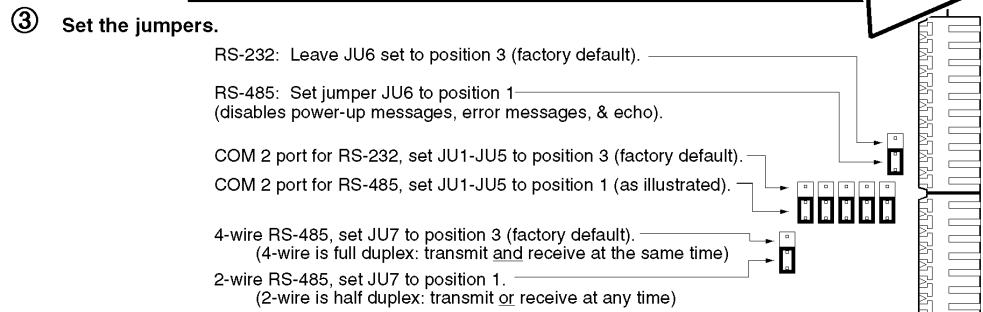 ③ Set the jumpers.
RS-232: Leave JU6 set to position 3 (factory default).
RS-485: Set jumper JU6 to position 1
(disables power-up messages, error messages, & echo).
COM 2 port for RS-232, set JU1-JU5 to position 3 (factory default).
COM 2 port for RS-485, set JU1-JU5 to position 1 (as illustrated).
4-wire RS-485, set JU7 to position 3 (factory default).
(4-wire is full duplex: transmit and receive at the same time)
2-wire RS-485, set JU7 to position 1.
(2-wire is half duplex: transmit or receive at any time)